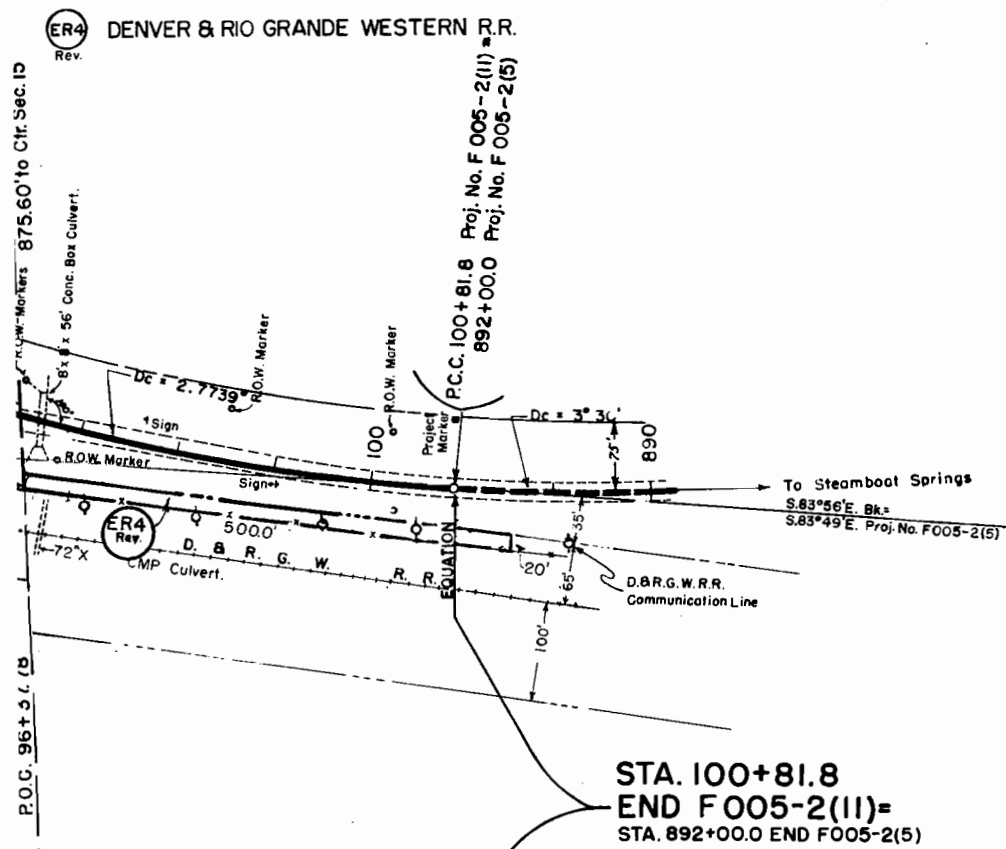 ER4 DENVER & RIO GRANDE WESTERN R.R.
Rev.
P.C.C. 100+81.8 Proj. No. F 005-2(11) =
892+00.0 Proj. No. F 005-2(5)
875.60' to Ctr. Sec. 15
R.O.W. Markers
56' Conc. Box Culvert.
Dc = 2.7739°
R.O.W. Marker
R.O.W. Marker
Project
Marker
Sign
100
Dc = 3°
75'
890
R.O.W. Marker
Sign
To Steamboat Springs
S.83°56'E. Bk.=
S.83°49'E. Proj. No. F005-2(5)
ER4
Rev.
500.0'
D. & R. G. W. R. R.
72"X
CMP Culvert.
EQUATION
20'
35'
65'
D.& R.G.W. R.R.
Communication Line
100'
P.O.C. 96+37.78
STA. 100+81.8
END F 005-2(11)=
STA. 892+00.0 END F005-2(5)